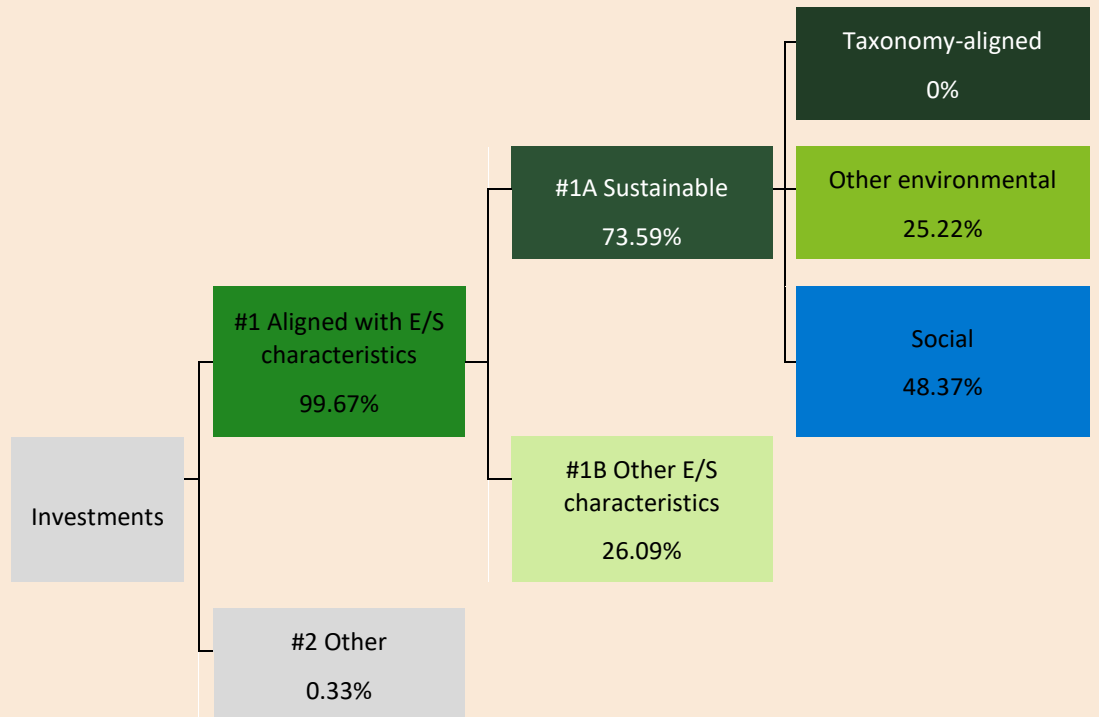 Taxonomy-aligned
0%
#1A Sustainable
73.59%
Other environmental
25.22%
#1 Aligned with E/S
characteristics
99.67%
Social
48.37%
Investments
#1B Other E/S
characteristics
26.09%
#2 Other
0.33%